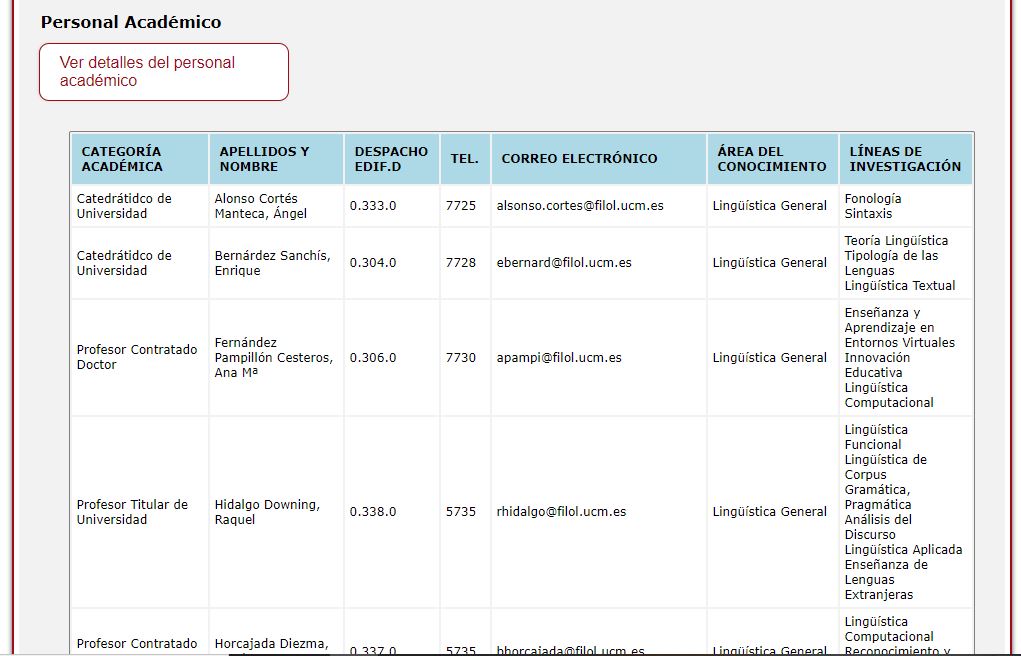 Personal Académico
Ver detalles del personal
académico
CATEGORÍA
ACADÉMICA
APELLIDOS Y
NOMBRE
DESPACHO
EDIF.D
TEL.
CORREO ELECTRÓNICO
ÁREA DEL
CONOCIMIENTO
LÍNEAS DE
INVESTIGACIÓN
Catedrátidco de
Universidad
Alonso Cortés
Manteca, Ángel
0.333.0
7725
alsonso.cortes@filol.ucm.es
Lingüística General
Fonología
Sintaxis
Catedrátidco de
Universidad
Bernárdez Sanchís,
Enrique
0.304.0
7728
ebernard@filol.ucm.es
Lingüística General
Teoría Lingüística
Tipología de las
Lenguas
Lingüística Textual
Profesor Contratado
Doctor
Fernández
Pampillón Cesteros,
Ana Mª
0.306.0
7730
apampi@filol.ucm.es
Lingüística General
Enseñanza y
Aprendizaje en
Entornos Virtuales
Innovación
Educativa
Lingüística
Computacional
Profesor Titular de
Universidad
Hidalgo Downing,
Raquel
0.338.0
5735
rhidalgo@filol.ucm.es
Lingüística General
Lingüística
Funcional
Lingüística de
Corpus
Gramática,
Pragmática
Análisis del
Discurso
Lingüística Aplicada
Enseñanza de
Lenguas
Extranjeras
Profesor Contratado
Horcajada Diezma,
0.337.0
5735
bhorcajada@filol.ucm.es
Lingüística General
Lingüística
Computacional
Reconocimiento y